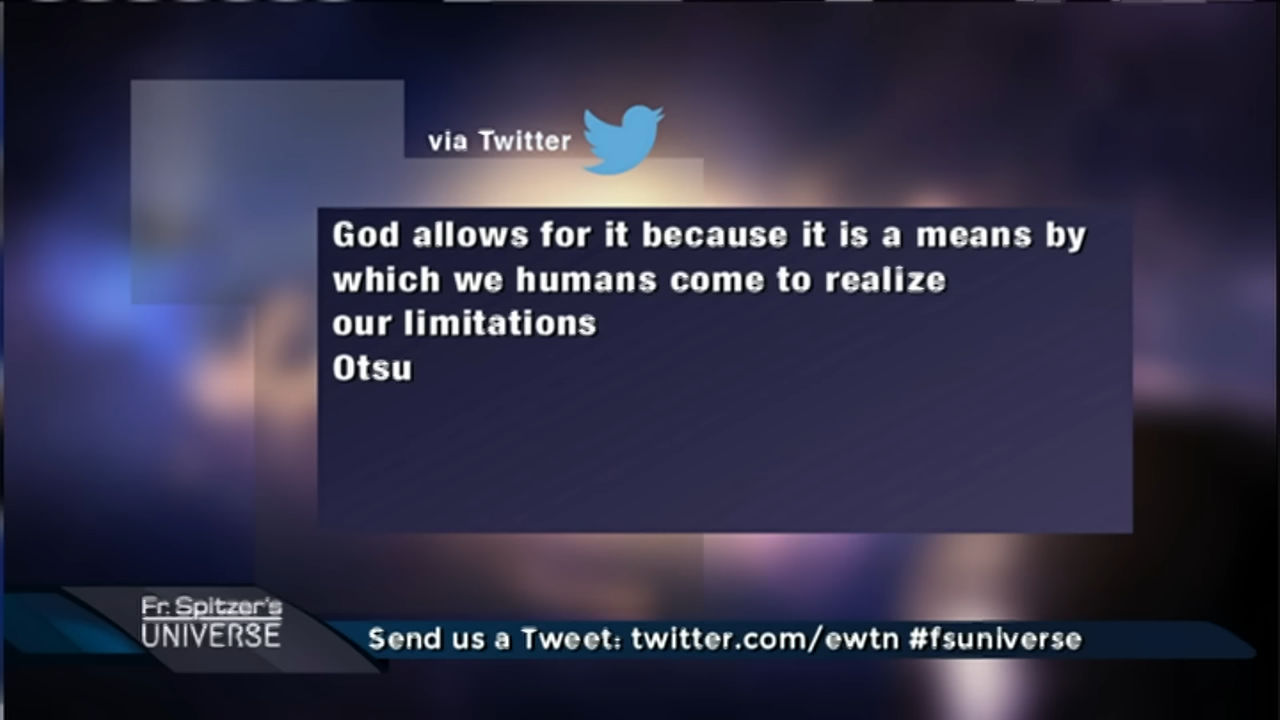 via Twitter
God allows for it because it is a means by
which we humans come to realize
our limitations
Otsu
Fr. Spitzer's
UNIVERSE
Send us a Tweet: twitter.com/ewtn #fsuniverse